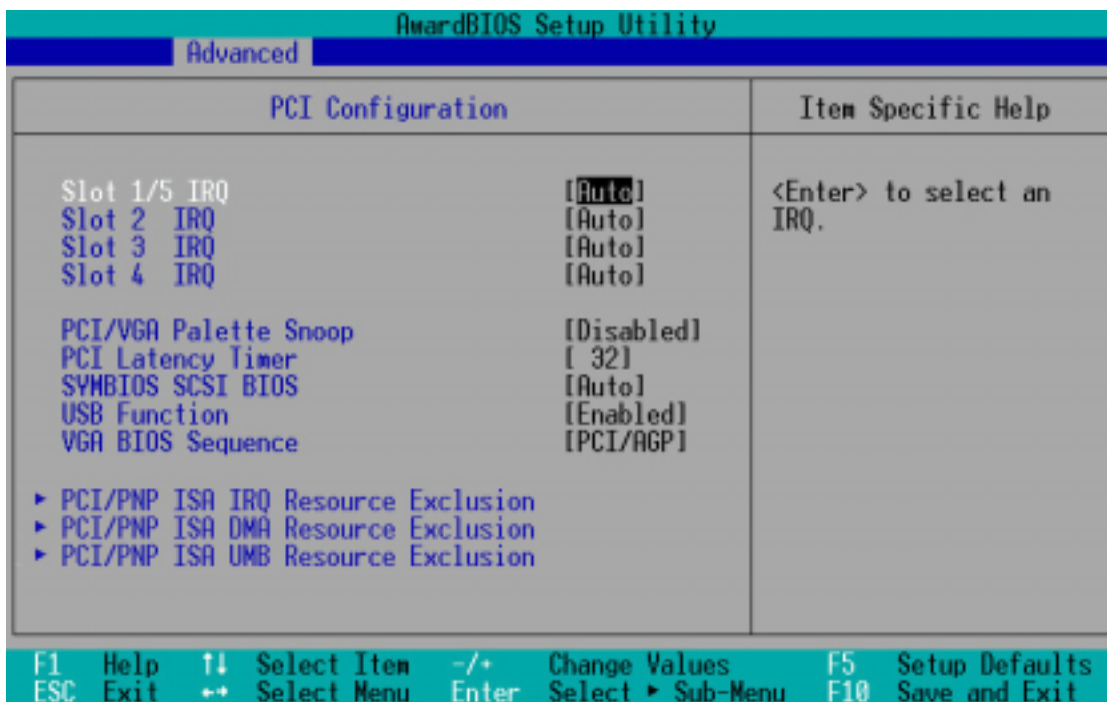 AwardBIOS Setup Utility
Advanced
PCI Configuration
Item Specific Help
Slot 1/5 IRQ [Auto]
Slot 2 IRQ [Auto]
Slot 3 IRQ [Auto]
Slot 4 IRQ [Auto]
PCI/VGA Palette Snoop [Disabled]
PCI Latency Timer [ 32]
SYMBIOS SCSI BIOS [Auto]
USB Function [Enabled]
VGA BIOS Sequence [PCI/AGP]
▸ PCI/PNP ISA IRQ Resource Exclusion
▸ PCI/PNP ISA DMA Resource Exclusion
▸ PCI/PNP ISA UMB Resource Exclusion
<Enter> to select an
IRQ.
F1 Help ↑↓ Select Item -/+ Change Values F5 Setup Defaults
ESC Exit ←→ Select Menu Enter Select ▸ Sub-Menu F10 Save and Exit